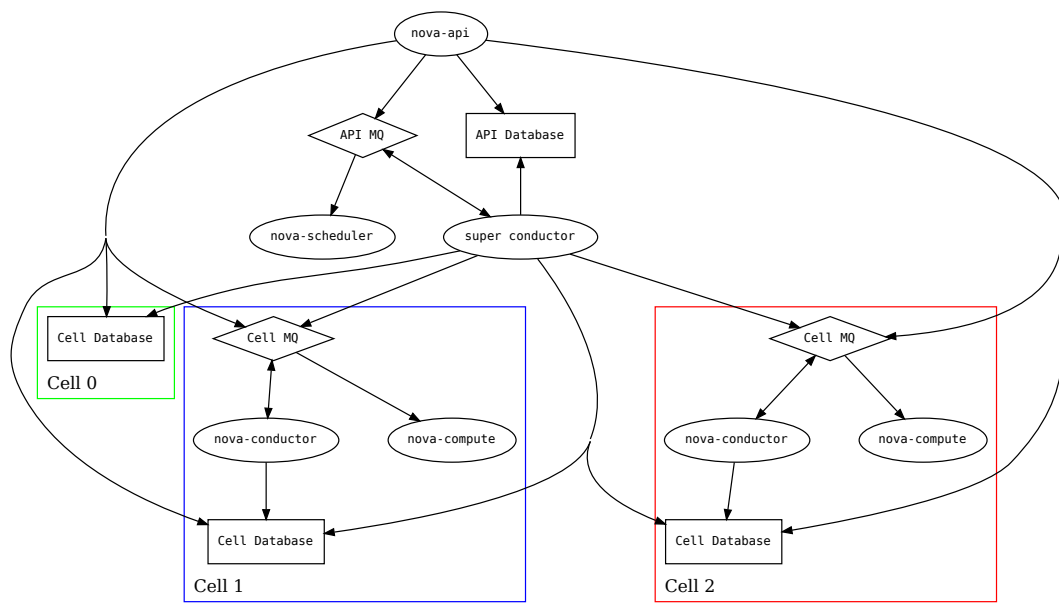 nova-api
API MQ
API Database
nova-scheduler
super conductor
Cell Database
Cell 0
Cell MQ
nova-conductor
nova-compute
Cell Database
Cell 1
Cell MQ
nova-conductor
nova-compute
Cell Database
Cell 2